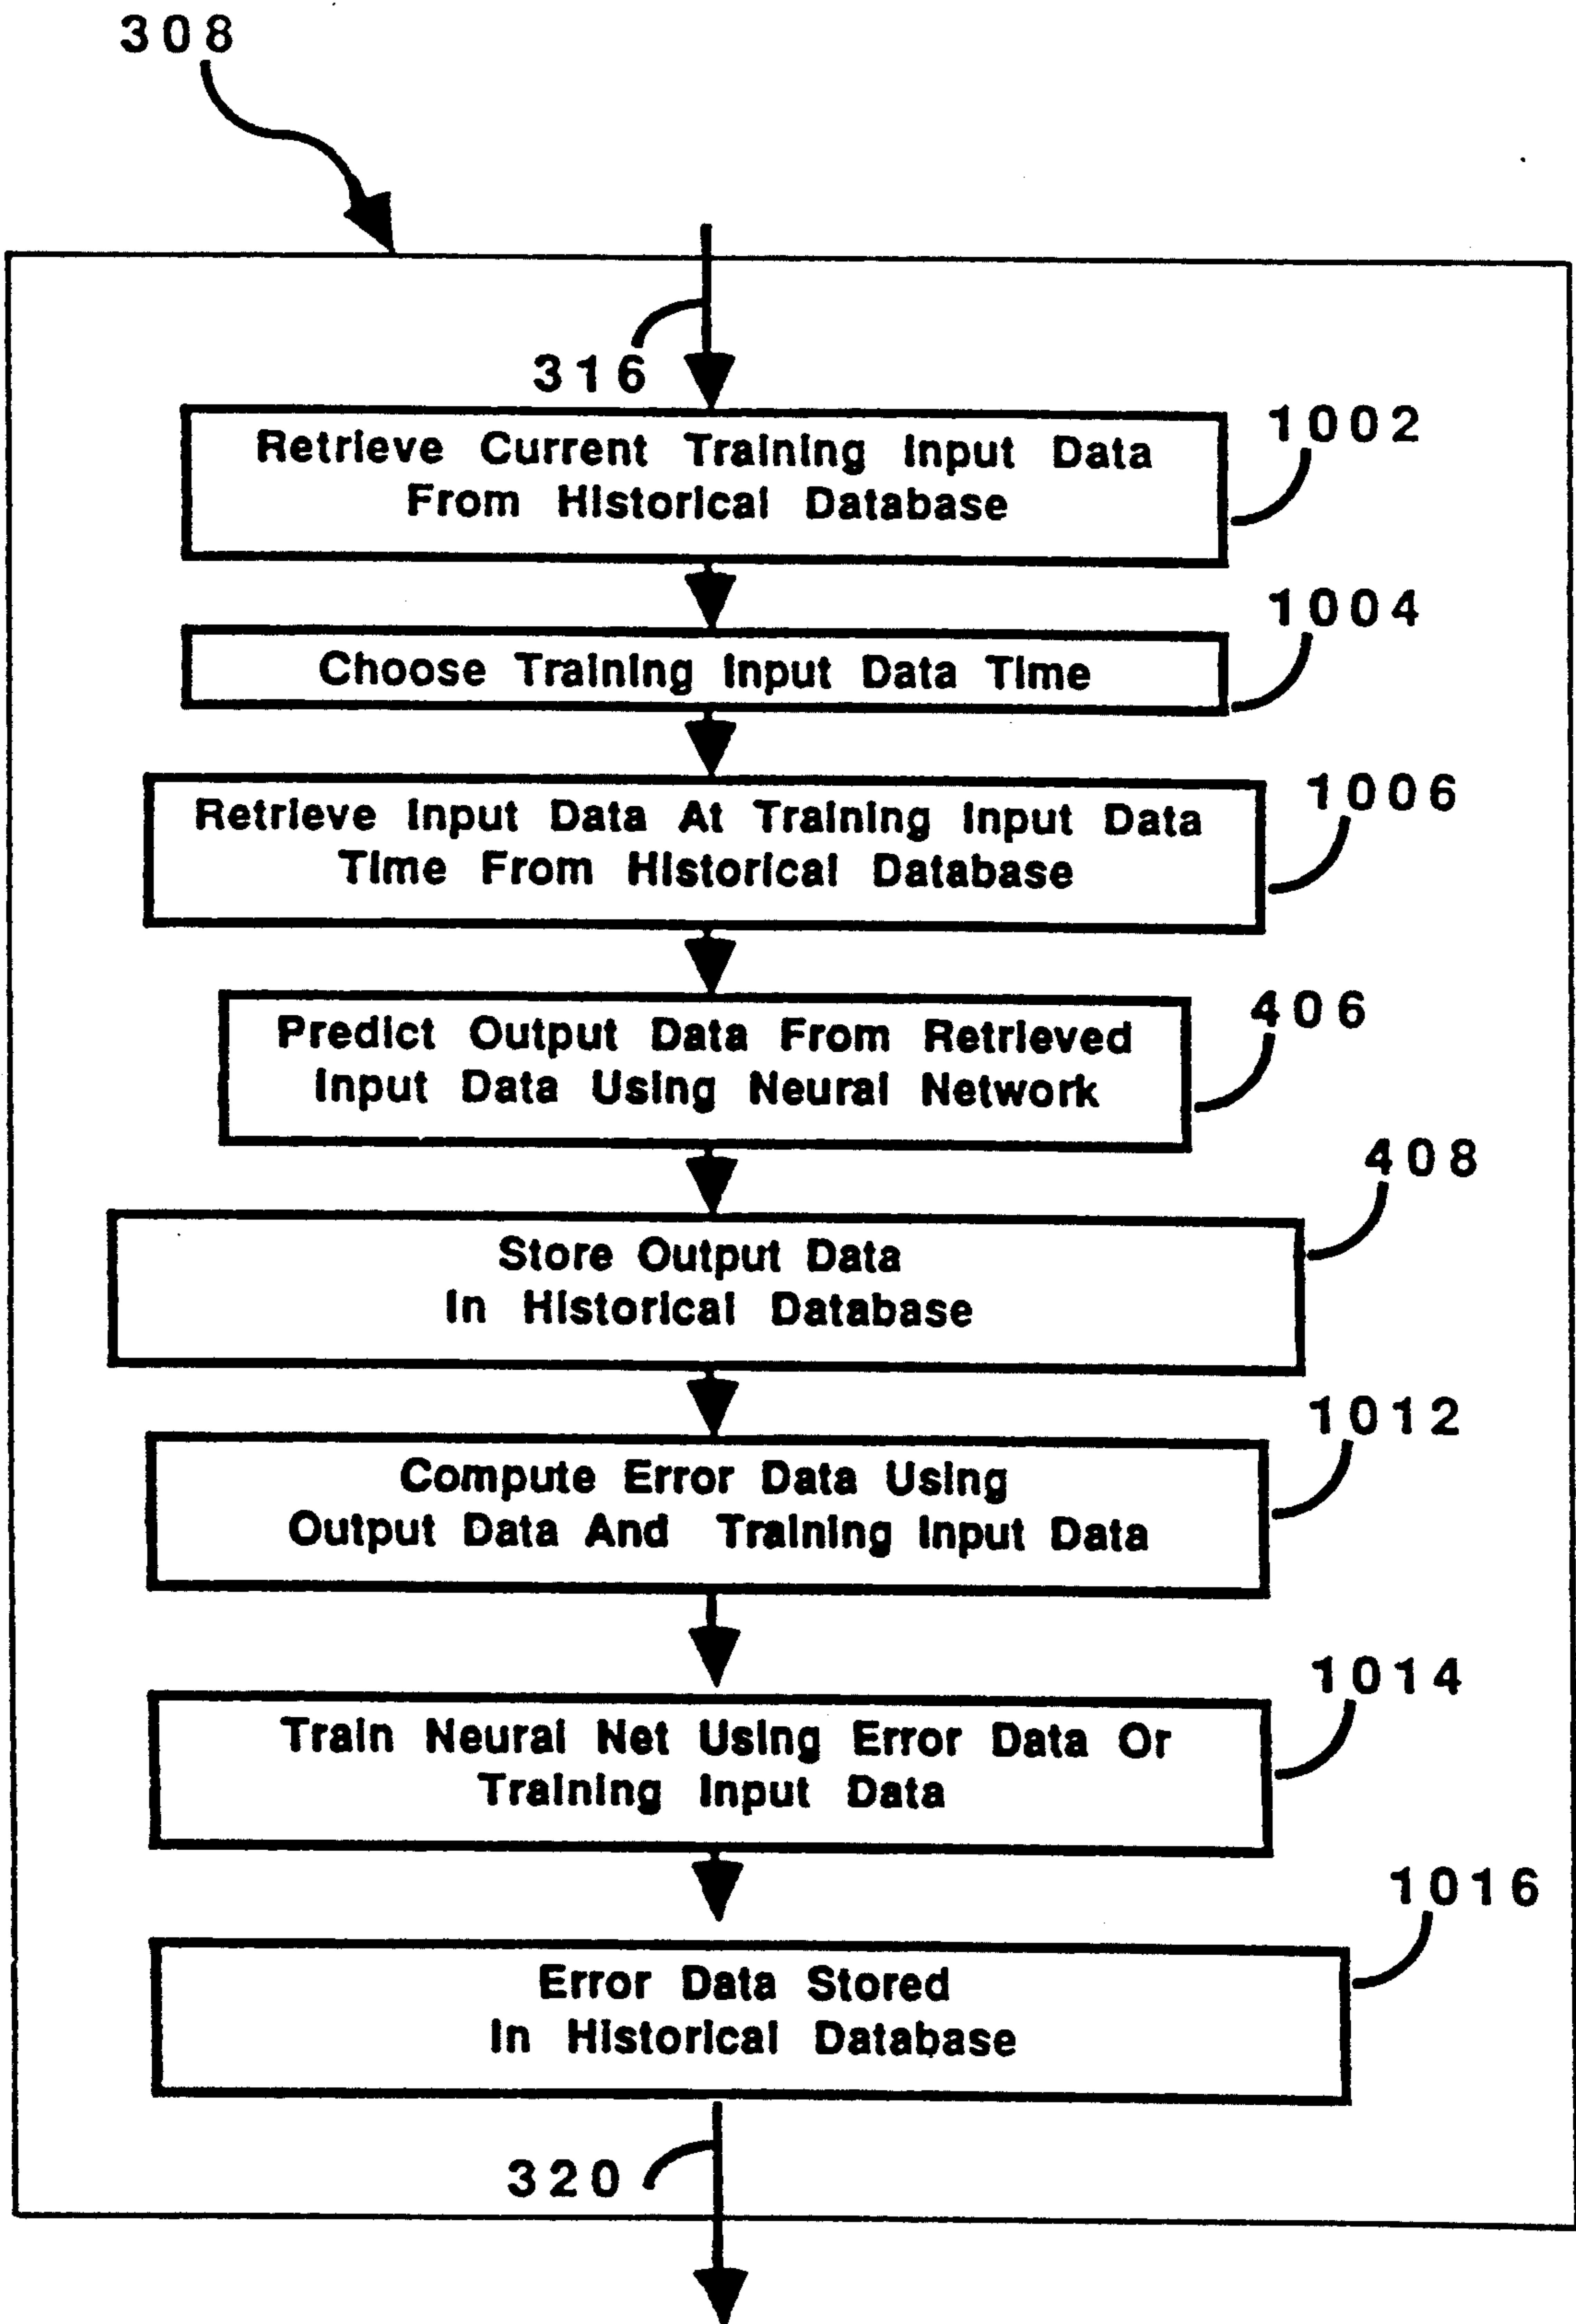 308
316
1002
Retrieve Current Training Input Data
From Historical Database
1004
Choose Training Input Data Time
1006
Retrieve Input Data At Training Input Data
Time From Historical Database
406
Predict Output Data From Retrieved
Input Data Using Neural Network
408
Store Output Data
In Historical Database
1012
Compute Error Data Using
Output Data And Training Input Data
1014
Train Neural Net Using Error Data Or
Training Input Data
1016
Error Data Stored
In Historical Database
320